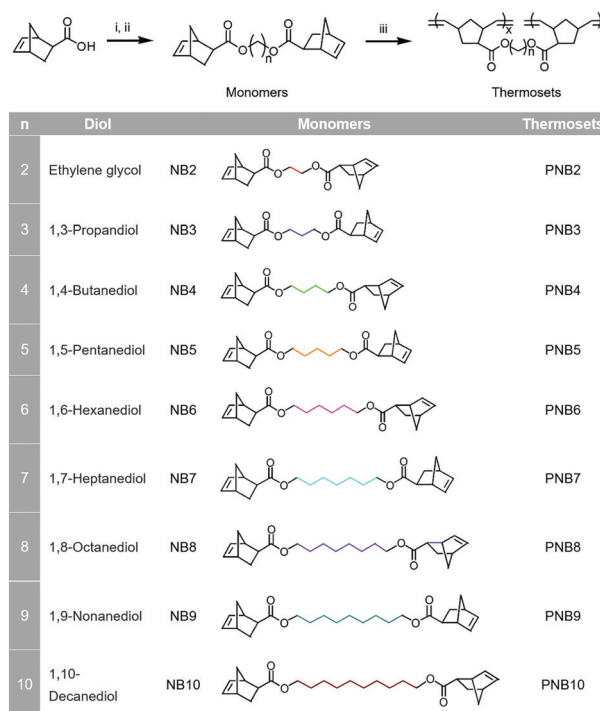 OH
i, ii
O
O
n
O
O
iii
x
O
O
n
O
O
Monomers
Thermosets
n Diol Monomers Thermosets
2 Ethylene glycol NB2 O O O O PNB2
3 1,3-Propandiol NB3 O O O O PNB3
4 1,4-Butanediol NB4 O O O O PNB4
5 1,5-Pentanediol NB5 O O O O PNB5
6 1,6-Hexanediol NB6 O O O O PNB6
7 1,7-Heptanediol NB7 O O O O PNB7
8 1,8-Octanediol NB8 O O O O PNB8
9 1,9-Nonanediol NB9 O O O O PNB9
10 1,10-
Decanediol NB10 O O O O PNB10